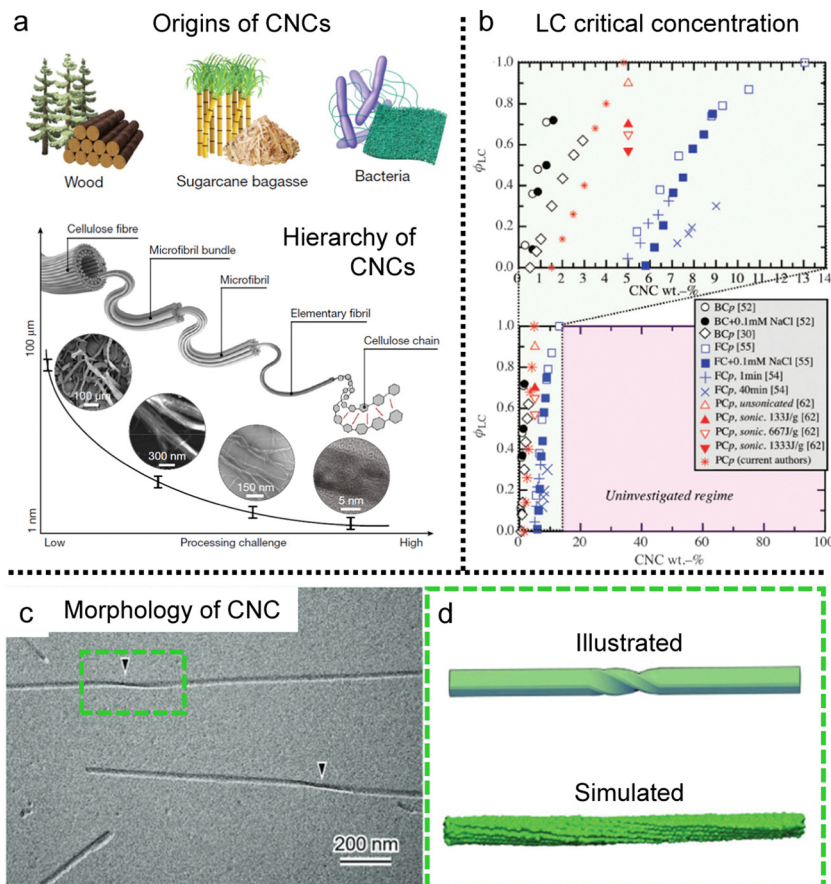 a
Origins of CNCs
Wood
Sugarcane bagasse
Bacteria
Hierarchy of
CNCs
Cellulose fibre
Microfibril bundle
Microfibril
Elementary fibril
Cellulose chain
100 µm
100 µm
300 nm
150 nm
5 nm
1 nm
Low
Processing challenge
High
b
LC critical concentration
1.0
0.8
0.6
0.4
0.2
0.0
ϕLC
0 1 2 3 4 5 6 7 8 9 10 11 12 13 14
CNC wt.–%
1.0
0.8
0.6
0.4
0.2
0.0
ϕLC
BCp [52]
BC+0.1mM NaCl [52]
BCp [30]
FCp [55]
FC+0.1mM NaCl [55]
FCp, 1min [54]
FCp, 40min [54]
PCp, unsonicated [62]
PCp, sonic. 133J/g [62]
PCp, sonic. 667J/g [62]
PCp, sonic. 1333J/g [62]
PCp (current authors)
Uninvestigated regime
0 20 40 60 80 100
CNC wt.–%
c
Morphology of CNC
200 nm
d
Illustrated
Simulated